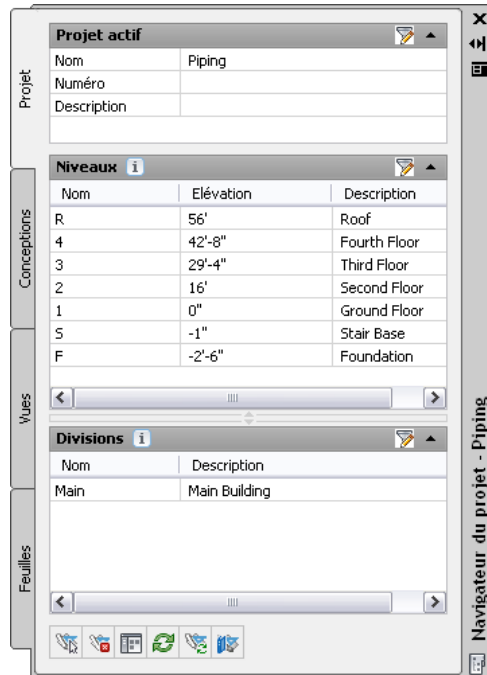 Projet actif
Nom Piping
Numéro
Description
Niveaux
Nom Elévation Description
R 56' Roof
4 42'-8" Fourth Floor
3 29'-4" Third Floor
2 16' Second Floor
1 0" Ground Floor
S -1" Stair Base
F -2'-6" Foundation
Divisions
Nom Description
Main Main Building
Projet
Conceptions
Vues
Feuilles
Navigateur du projet - Piping